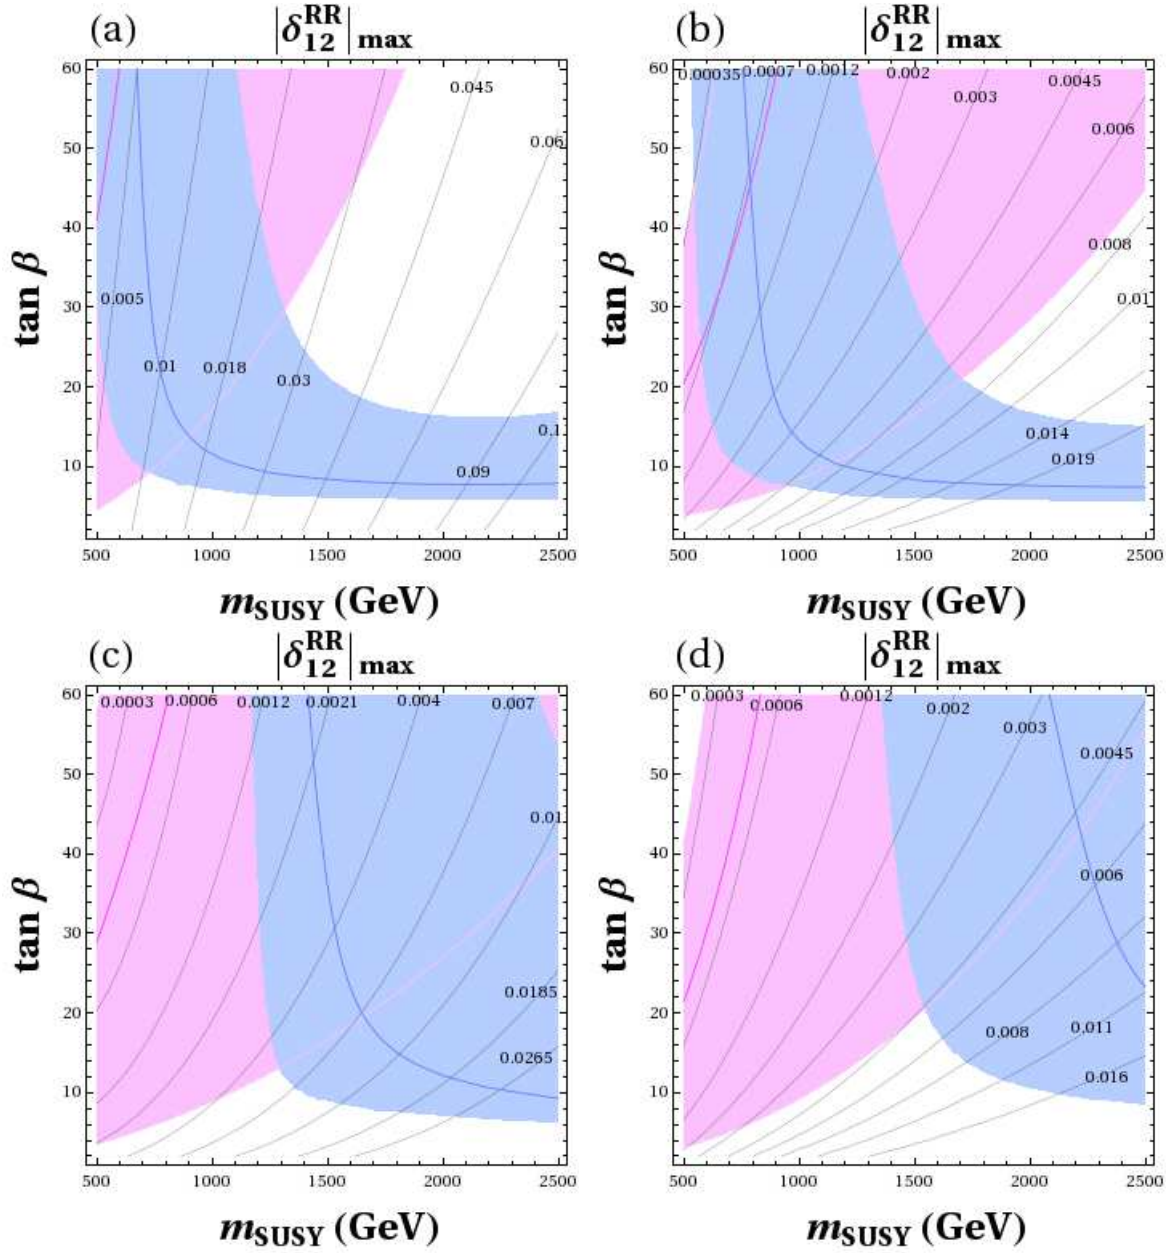 (a) |δ₁₂ᴿᴿ| max
(b) |δ₁₂ᴿᴿ| max
60
50
40
30
20
10
tan β
0.045
0.06
0.005
0.01
0.018
0.03
0.1
0.09
500 1000 1500 2000 2500
m_SUSY (GeV)
60
50
40
30
20
10
tan β
0.00035 0.0007 0.0012 0.002
0.0045
0.003
0.006
0.008
0.01
0.014
0.019
500 1000 1500 2000 2500
m_SUSY (GeV)
(c) |δ₁₂ᴿᴿ| max
(d) |δ₁₂ᴿᴿ| max
60
50
40
30
20
10
tan β
0.0003 0.0006 0.0012 0.0021 0.004 0.007
0.01
0.0185
0.0265
500 1000 1500 2000 2500
m_SUSY (GeV)
60
50
40
30
20
10
tan β
0.0003 0.0006 0.0012 0.002
0.003
0.0045
0.006
0.008
0.011
0.016
500 1000 1500 2000 2500
m_SUSY (GeV)